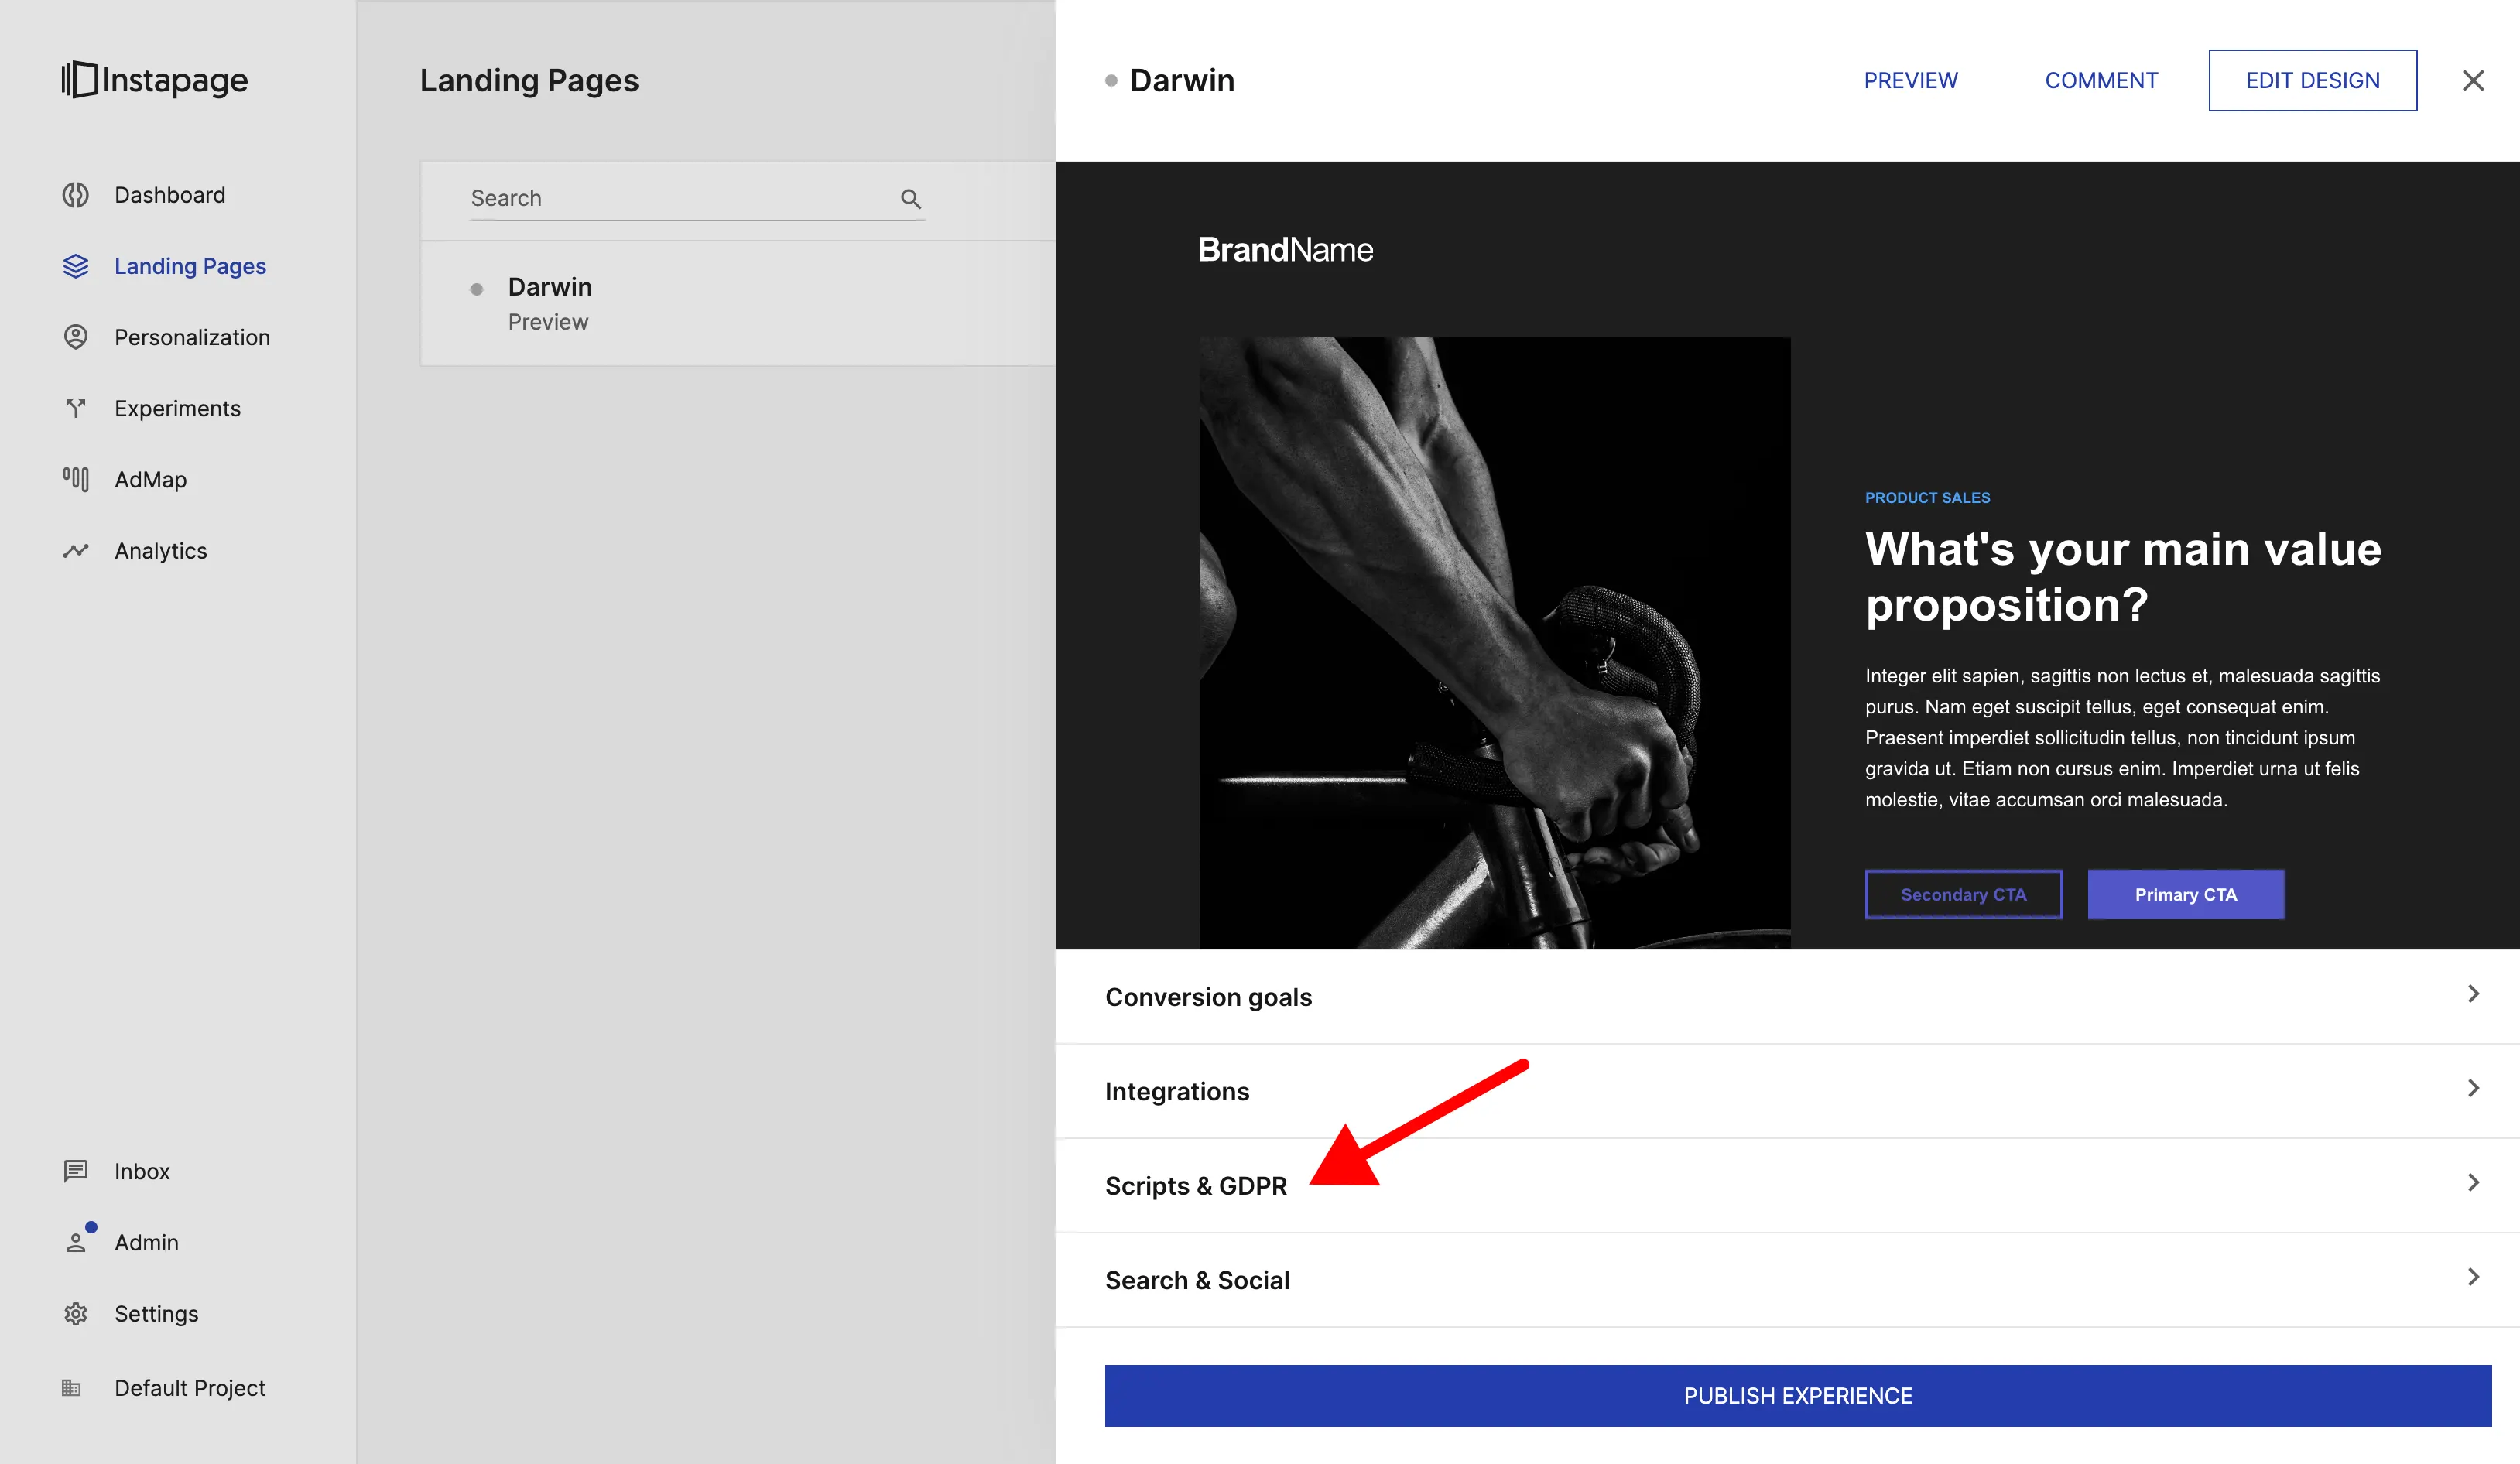 Instapage
Dashboard
Landing Pages
Personalization
Experiments
AdMap
Analytics
Inbox
Admin
Settings
Default Project
Landing Pages
Search
Darwin
Preview
Darwin
PREVIEW
COMMENT
EDIT DESIGN
BrandName
PRODUCT SALES
What's your main value
proposition?
Integer elit sapien, sagittis non lectus et, malesuada sagittis
purus. Nam eget suscipit tellus, eget consequat enim.
Praesent imperdiet sollicitudin tellus, non tincidunt ipsum
gravida ut. Etiam non cursus enim. Imperdiet urna ut felis
molestie, vitae accumsan orci malesuada.
Secondary CTA
Primary CTA
Conversion goals
Integrations
Scripts & GDPR
Search & Social
PUBLISH EXPERIENCE